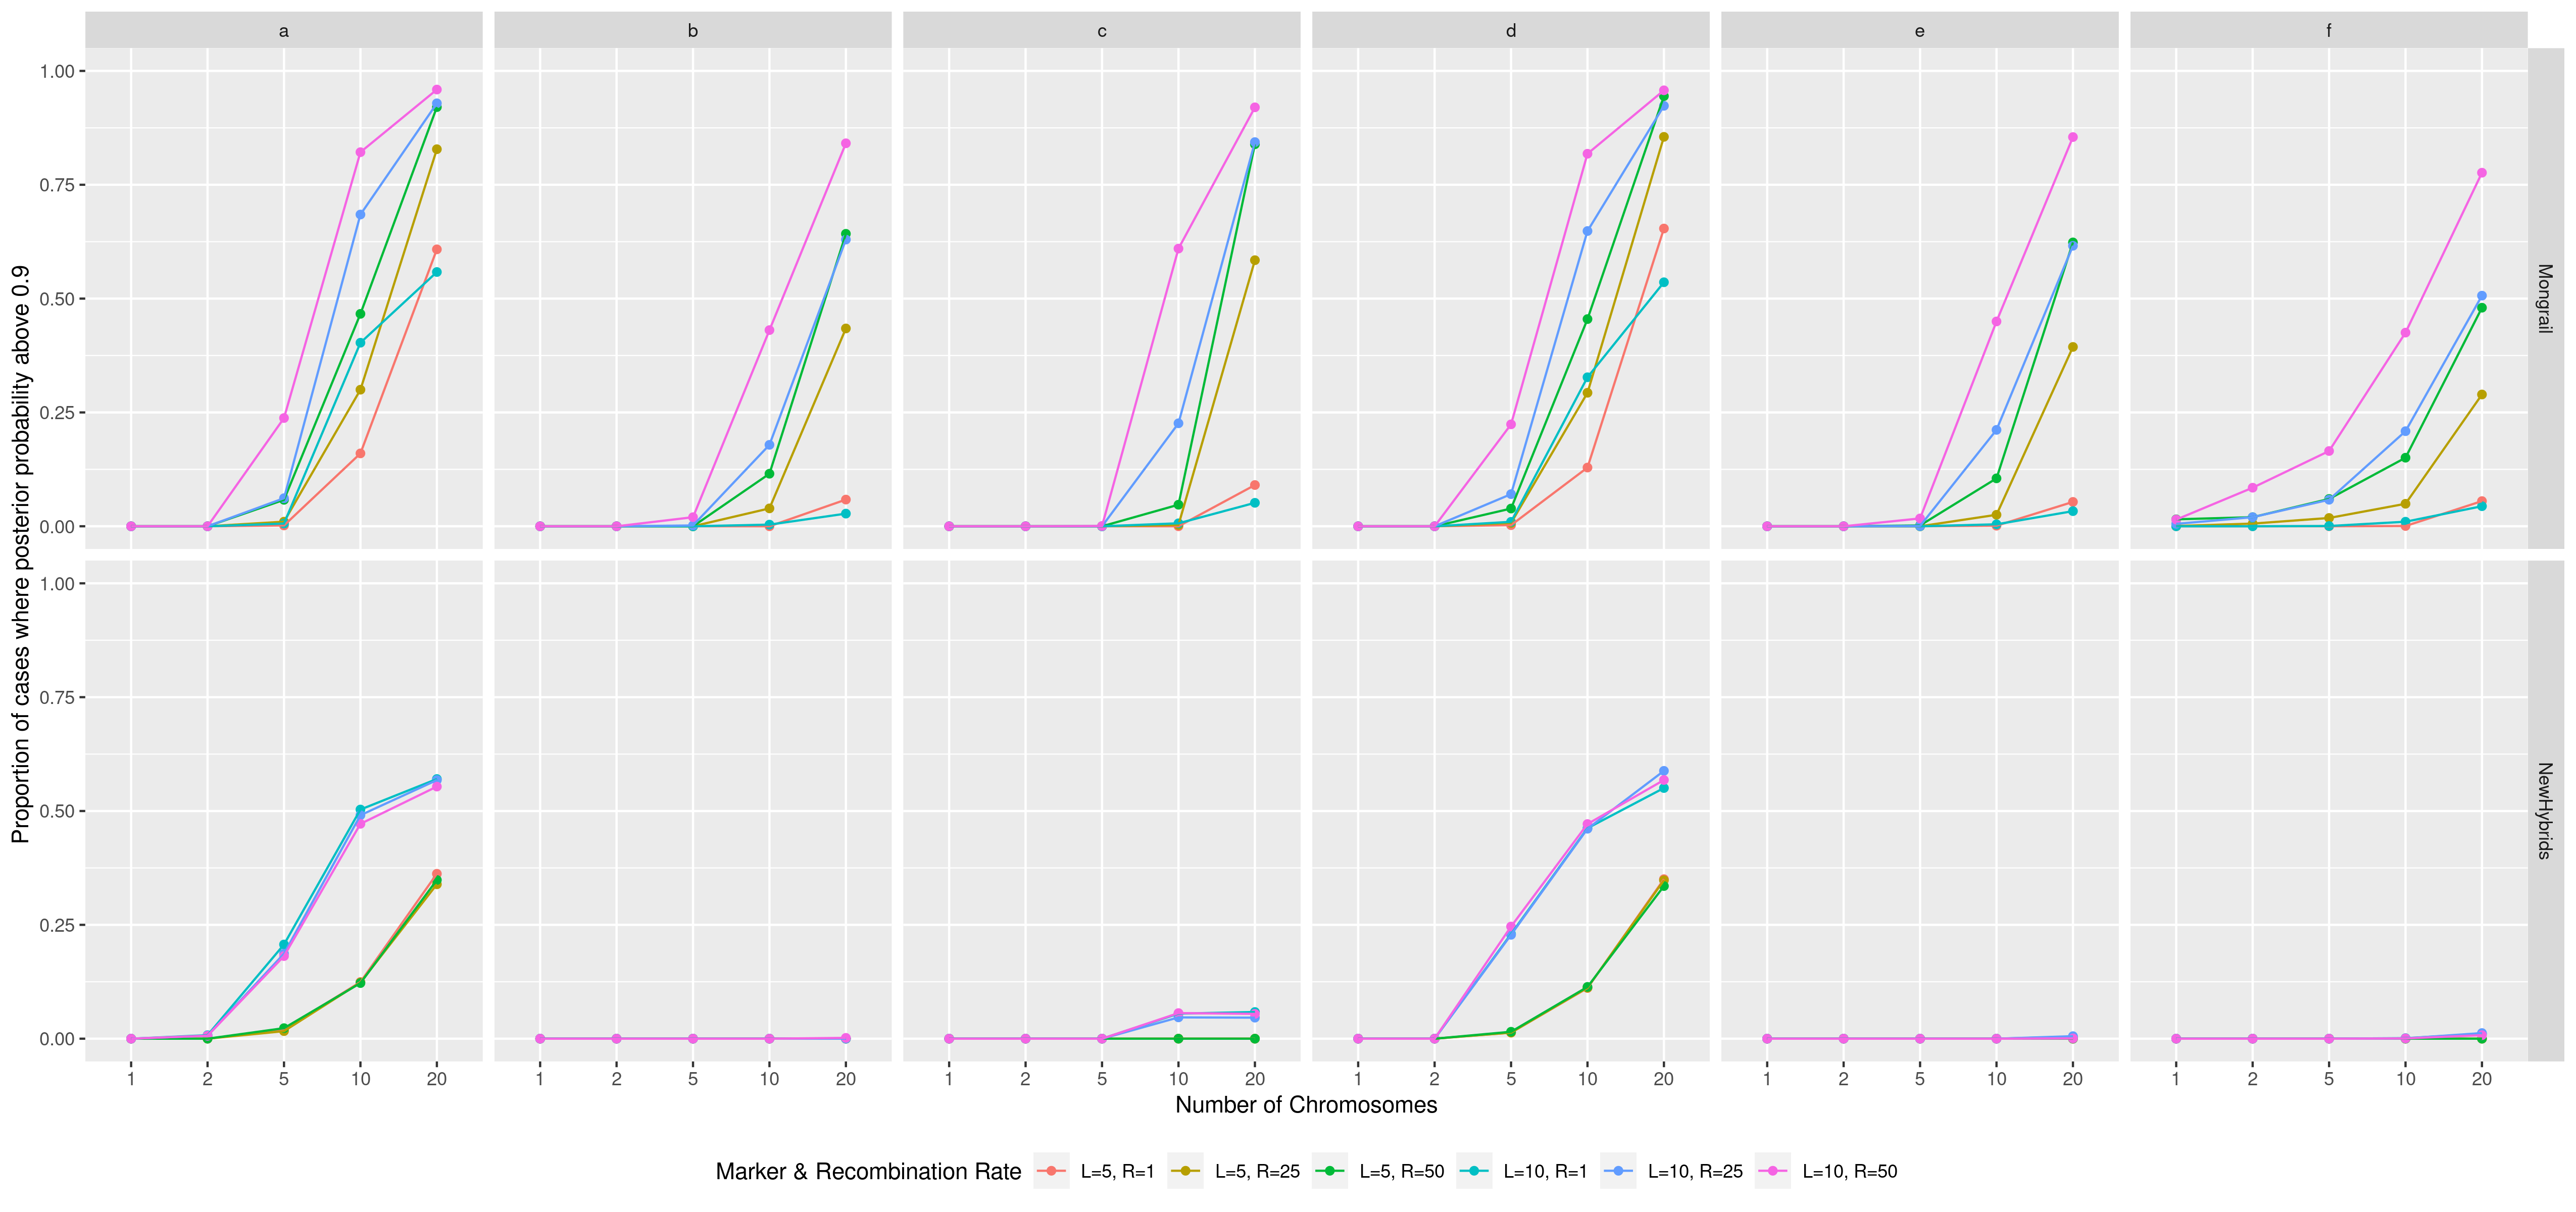 a b c d e f
1.00
0.75
0.50
0.25
0.00
Mongrail
1.00
0.75
0.50
0.25
0.00
NewHybrids
Proportion of cases where posterior probability above 0.9
1 2 5 10 20 1 2 5 10 20 1 2 5 10 20 1 2 5 10 20 1 2 5 10 20 1 2 5 10 20
Number of Chromosomes
Marker & Recombination Rate L=5, R=1 L=5, R=25 L=5, R=50 L=10, R=1 L=10, R=25 L=10, R=50